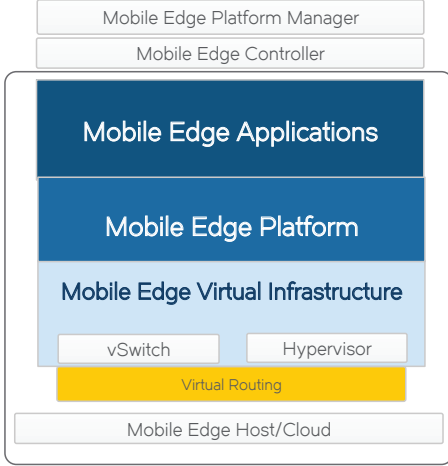 Mobile Edge Platform Manager
Mobile Edge Controller
Mobile Edge Applications
Mobile Edge Platform
Mobile Edge Virtual Infrastructure
vSwitch
Hypervisor
Virtual Routing
Mobile Edge Host/Cloud